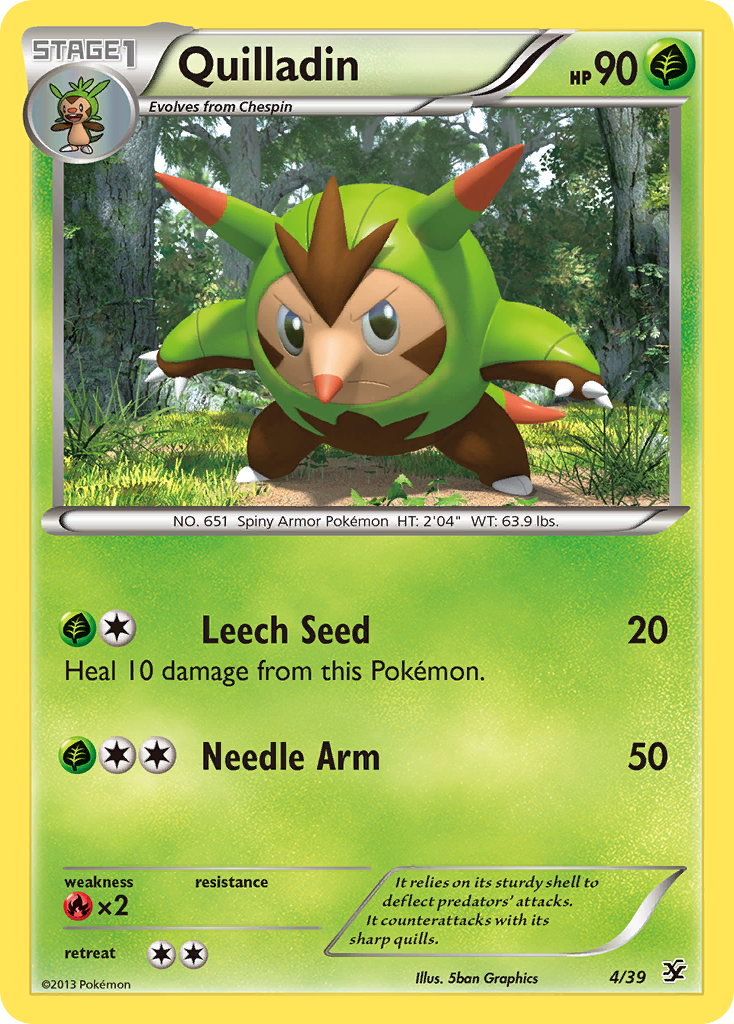 STAGE1
Quilladin
HP 90
Evolves from Chespin
NO. 651 Spiny Armor Pokémon HT: 2'04" WT: 63.9 lbs.
Leech Seed 20
Heal 10 damage from this Pokémon.
Needle Arm 50
weakness resistance
×2
retreat
It relies on its sturdy shell to
deflect predators' attacks.
It counterattacks with its
sharp quills.
©2013 Pokémon
Illus. 5ban Graphics
4/39
XY